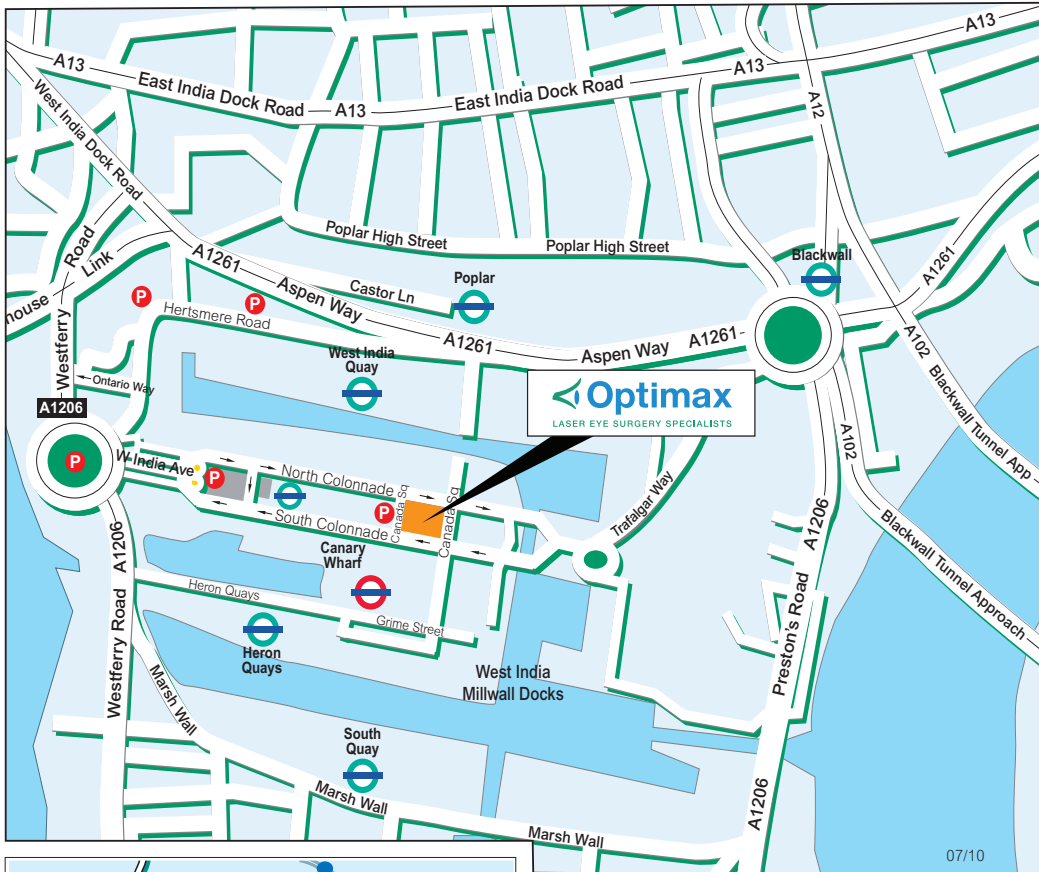 A13
A13
East India Dock Road
A13
East India Dock Road
A13
West India Dock Road
A12
Poplar High Street
Poplar High Street
Blackwall
Road
Link
house
A1261
Aspen Way
Castor Ln
Poplar
A1261
P
P
Hertsmere Road
A1261
Aspen Way
A1261
A102
Blackwall Tunnel App
Westferry
West India
Quay
Ontario Way
A1206
Optimax
LASER EYE SURGERY SPECIALISTS
P
W India Ave
P
North Colonnade
P
Canada Sq
Canada Sq
South Colonnade
Trafalgar Way
A102
A1206
Blackwall Tunnel Approach
Canary
Wharf
A1206
Heron Quays
Grime Street
Heron
Quays
Westferry Road
Marsh Wall
West India
Millwall Docks
Preston's Road
South
Quay
Marsh Wall
Marsh Wall
A1206
07/10